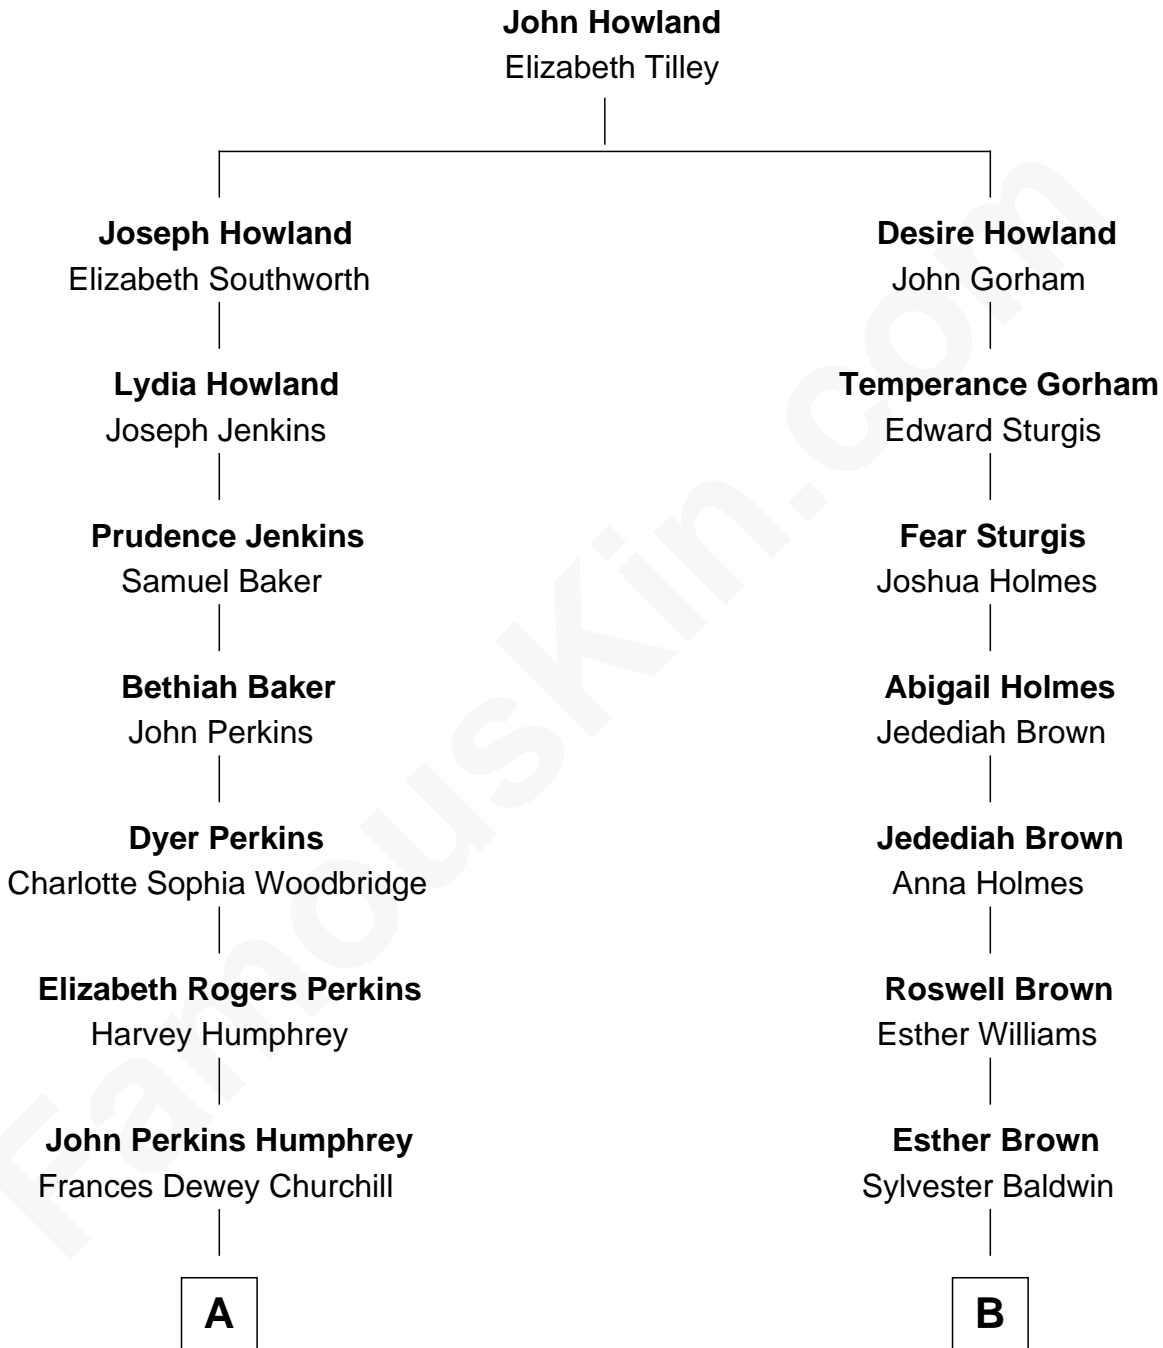 John Howland
Elizabeth Tilley
Joseph Howland
Elizabeth Southworth
Desire Howland
John Gorham
Lydia Howland
Joseph Jenkins
Temperance Gorham
Edward Sturgis
Prudence Jenkins
Samuel Baker
Fear Sturgis
Joshua Holmes
Bethiah Baker
John Perkins
Abigail Holmes
Jedediah Brown
Dyer Perkins
Charlotte Sophia Woodbridge
Jedediah Brown
Anna Holmes
Elizabeth Rogers Perkins
Harvey Humphrey
Roswell Brown
Esther Williams
John Perkins Humphrey
Frances Dewey Churchill
Esther Brown
Sylvester Baldwin
A
B
FamousKin.com